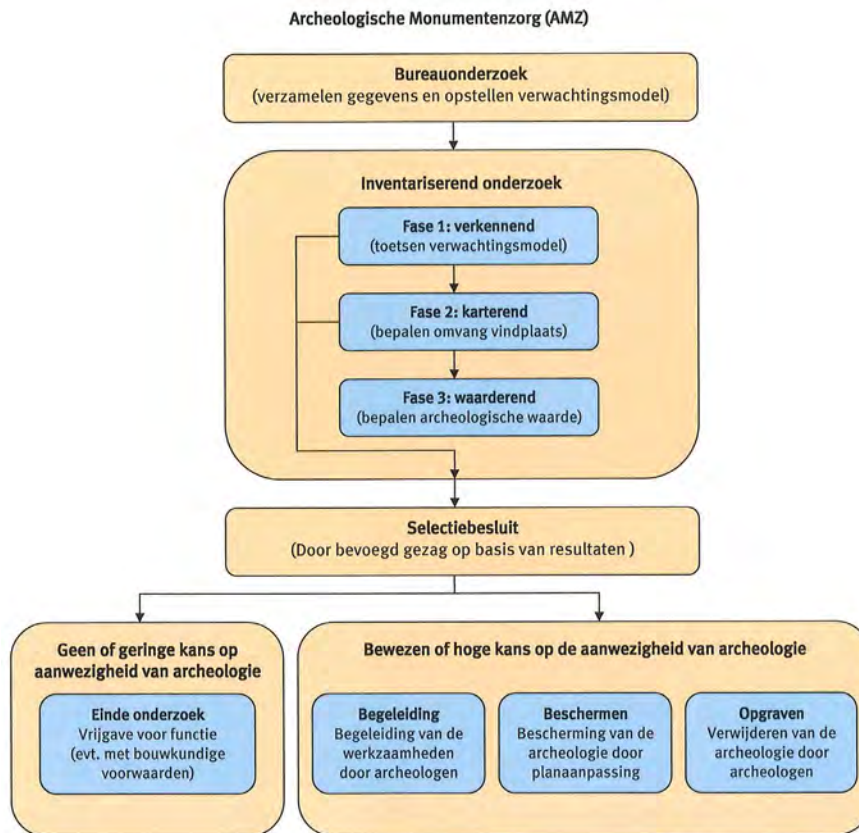 Archeologische Monumentenzorg (AMZ)
Bureauonderzoek
(verzamelen gegevens en opstellen verwachtingsmodel)
Inventariserend onderzoek
Fase 1: verkennend
(toetsen verwachtingsmodel)
Fase 2: karterend
(bepalen omvang vindplaats)
Fase 3: waarderend
(bepalen archeologische waarde)
Selectiebesluit
(Door bevoegd gezag op basis van resultaten )
Geen of geringe kans op
aanwezigheid van archeologie
Einde onderzoek
Vrijgave voor functie
(evt. met bouwkundige
voorwaarden)
Bewezen of hoge kans op de aanwezigheid van archeologie
Begeleiding
Begeleiding van de
werkzaamheden
door archeologen
Beschermen
Bescherming van de
archeologie door
planaanpassing
Opgraven
Verwijderen van de
archeologie door
archeologen